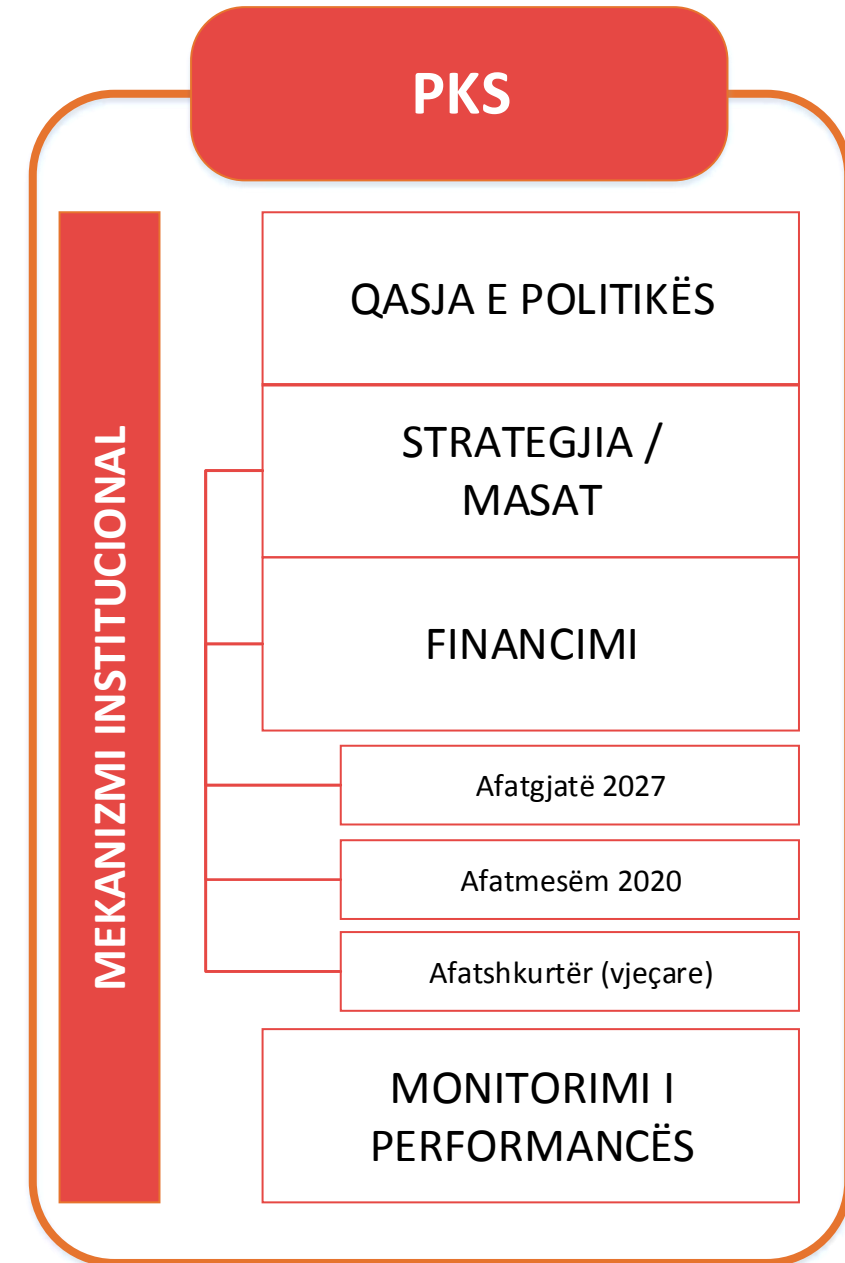 PKS
MEKANIZMI INSTITUCIONAL
QASJA E POLITIKËS
STRATEGJIA /
MASAT
FINANCIMI
Afatgjatë 2027
Afatmesëm 2020
Afatshkurtër (vjeçare)
MONITORIMI I
PERFORMANCËS